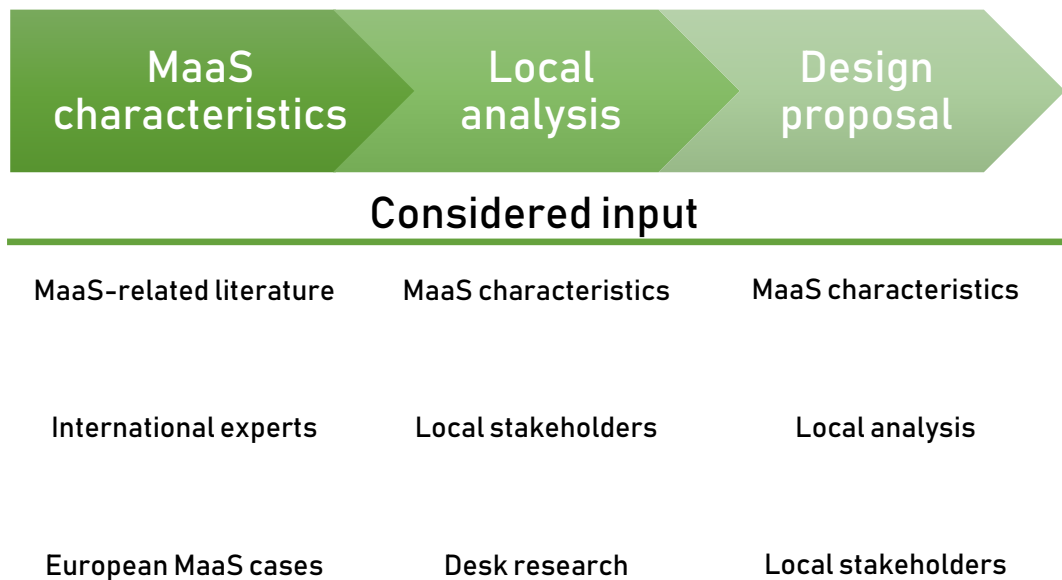 MaaS
characteristics
Local
analysis
Design
proposal
Considered input
MaaS-related literature
MaaS characteristics
MaaS characteristics
International experts
Local stakeholders
Local analysis
European MaaS cases
Desk research
Local stakeholders